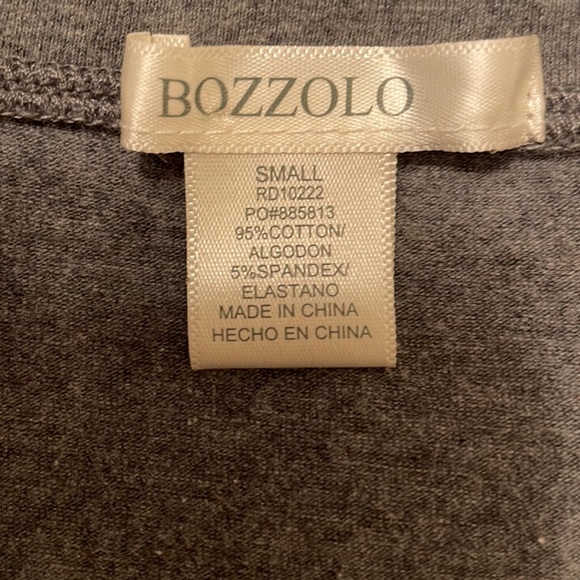 BOZZOLO
SMALL
RD10222
PO#885813
95%COTTON/
ALGODON
5%SPANDEX/
ELASTANO
MADE IN CHINA
HECHO EN CHINA